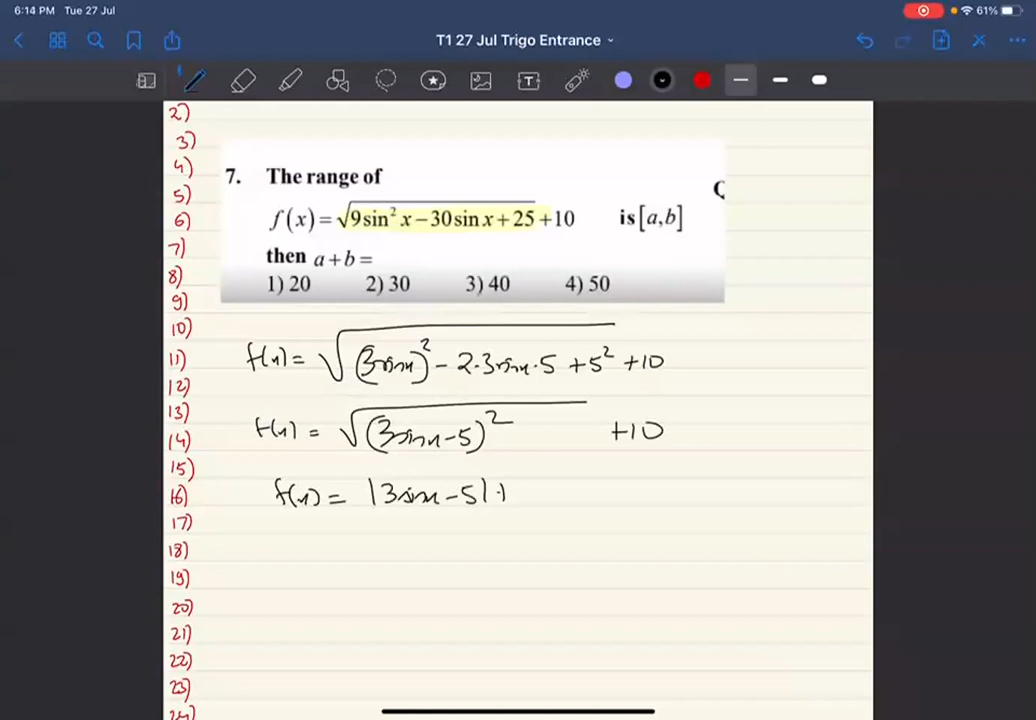 6:14 PM Tue 27 Jul
61%
T1 27 Jul Trigo Entrance
T
2)
3)
4)
5)
6)
7)
8)
9)
10)
11)
12)
13)
14)
15)
16)
17)
18)
19)
20)
21)
22)
23)
24)
7. The range of
f(x)=√9sin² x−30sin x+25 +10 is [a,b]
then a+b=
1) 20 2) 30 3) 40 4) 50
f(x) = √(3sinx)² - 2·3sinx·5 + 5² +10
f(x) = √(3sinx-5)² +10
f(x) = |3sinx-5|